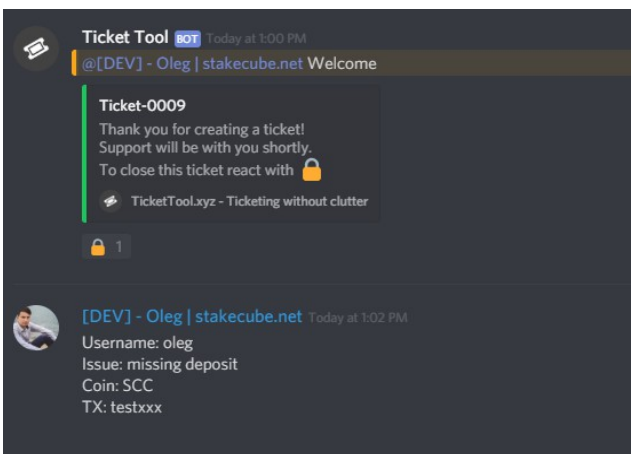 Ticket Tool BOT Today at 1:00 PM
@[DEV] - Oleg | stakecube.net Welcome
Ticket-0009
Thank you for creating a ticket!
Support will be with you shortly.
To close this ticket react with 🔒
TicketTool.xyz - Ticketing without clutter
🔒 1
[DEV] - Oleg | stakecube.net Today at 1:02 PM
Username: oleg
Issue: missing deposit
Coin: SCC
TX: testxxx